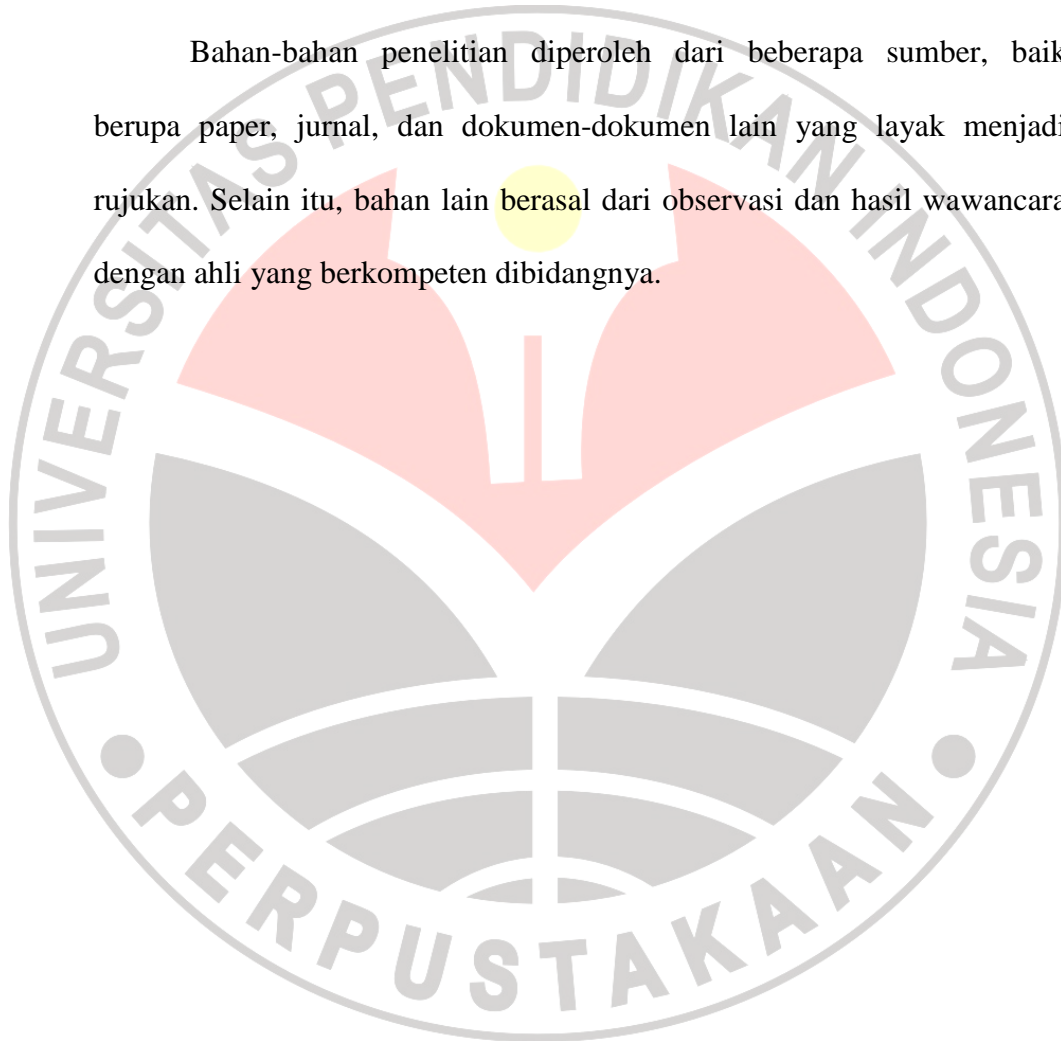 Bahan-bahan penelitian diperoleh dari beberapa sumber, baik
berupa paper, jurnal, dan dokumen-dokumen lain yang layak menjadi
rujukan. Selain itu, bahan lain berasal dari observasi dan hasil wawancara
dengan ahli yang berkompeten dibidangnya.
UNIVERSITAS PENDIDIKAN INDONESIA
PERPUSTAKAAN